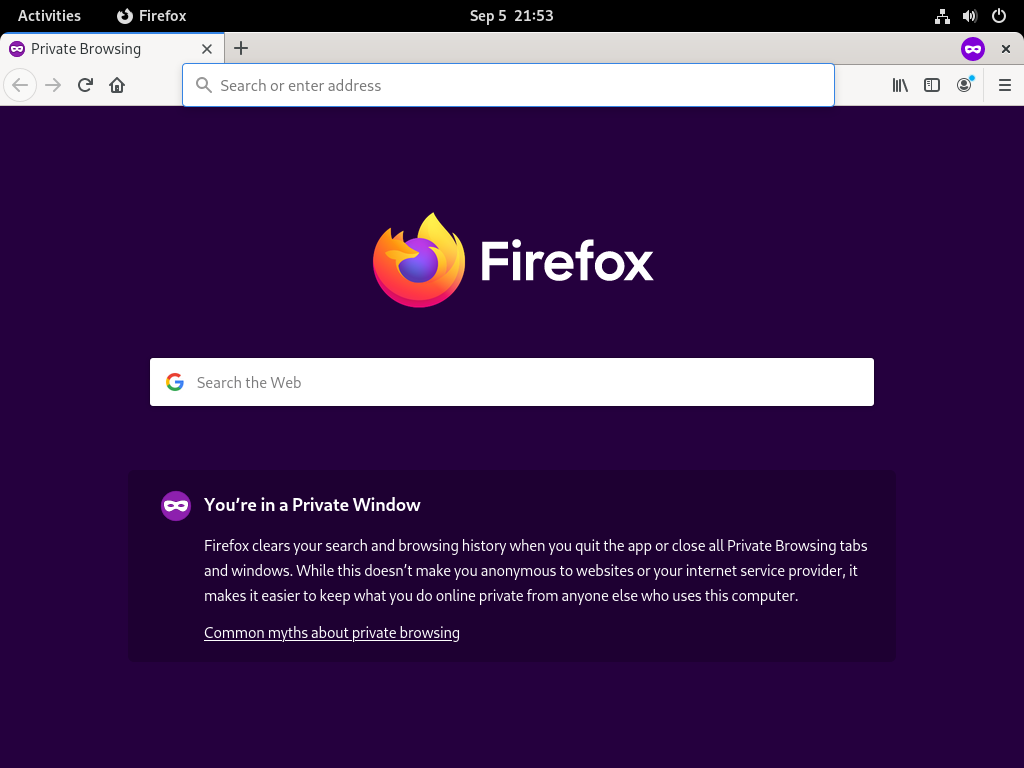 Activities Firefox Sep 5 21:53
Private Browsing
Search or enter address
Firefox
Search the Web
You’re in a Private Window
Firefox clears your search and browsing history when you quit the app or close all Private Browsing tabs
and windows. While this doesn’t make you anonymous to websites or your internet service provider, it
makes it easier to keep what you do online private from anyone else who uses this computer.
Common myths about private browsing